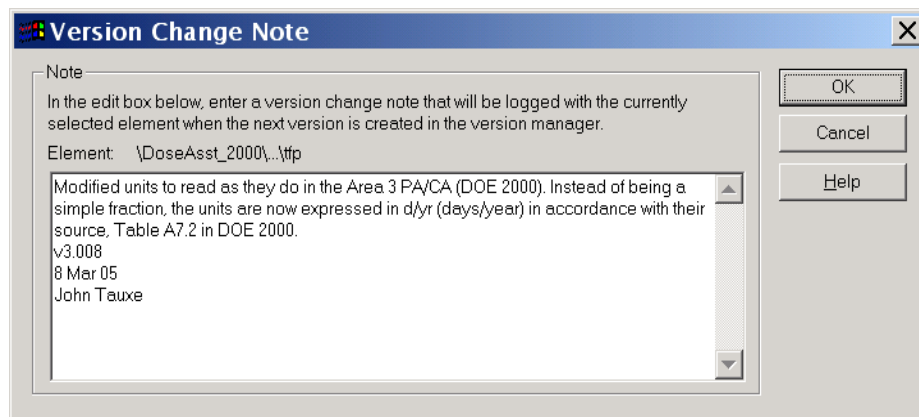 Version Change Note
Note
In the edit box below, enter a version change note that will be logged with the currently
selected element when the next version is created in the version manager.
Element: \DoseAsst_2000\...\tfp
Modified units to read as they do in the Area 3 PA/CA (DOE 2000). Instead of being a
simple fraction, the units are now expressed in d/yr (days/year) in accordance with their
source, Table A7.2 in DOE 2000.
v3.008
8 Mar 05
John Tauxe
OK
Cancel
Help